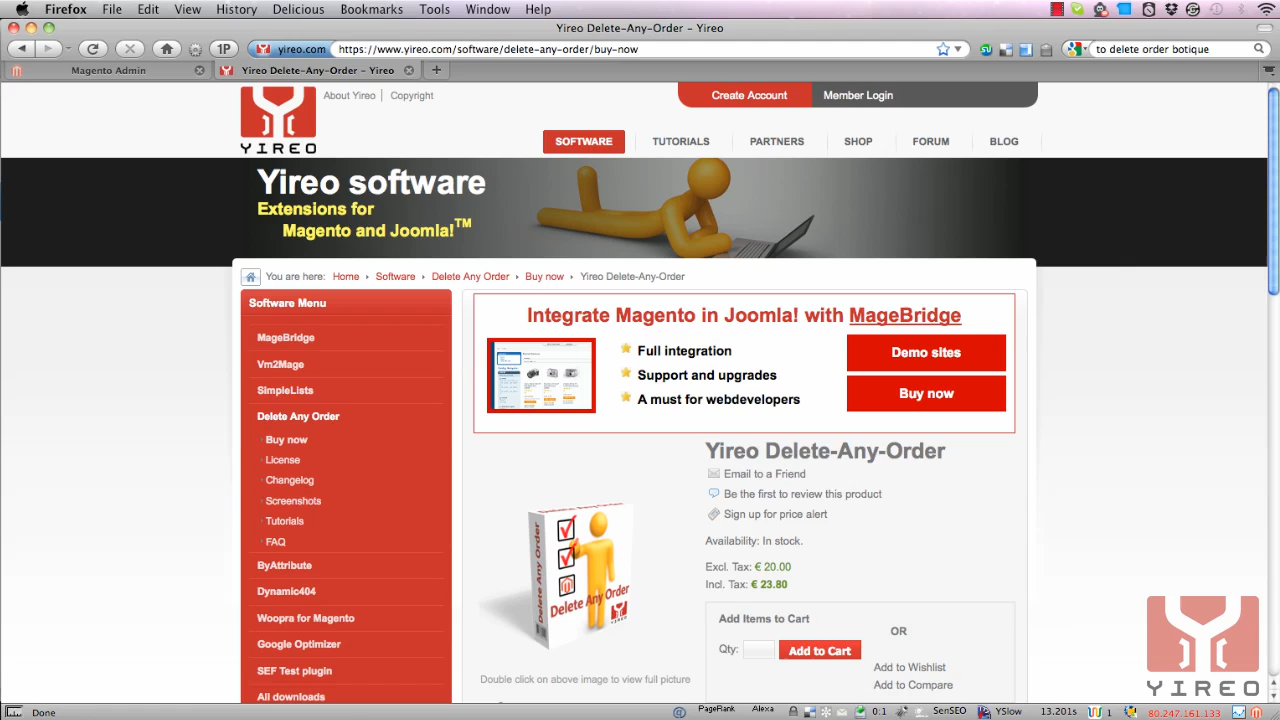 Firefox File Edit View History Delicious Bookmarks Tools Window Help
Yireo Delete-Any-Order - Yireo
1P
yireo.com
https://www.yireo.com/software/delete-any-order/buy-now
to delete order botique
Magento Admin
Yireo Delete-Any-Order - Yireo
YIREO
About Yireo
Copyright
Create Account
Member Login
SOFTWARE
TUTORIALS
PARTNERS
SHOP
FORUM
BLOG
Yireo software
Extensions for
Magento and Joomla!TM
You are here: Home Software Delete Any Order Buy now Yireo Delete-Any-Order
Software Menu
MageBridge
Vm2Mage
SimpleLists
Delete Any Order
Buy now
License
Changelog
Screenshots
Tutorials
FAQ
ByAttribute
Dynamic404
Woopra for Magento
Google Optimizer
SEF Test plugin
All downloads
Integrate Magento in Joomla! with MageBridge
Full integration
Support and upgrades
A must for webdevelopers
Demo sites
Buy now
Yireo Delete-Any-Order
Email to a Friend
Be the first to review this product
Sign up for price alert
Availability: In stock.
Excl. Tax: € 20.00
Incl. Tax: € 23.80
Add Items to Cart
Qty:
Add to Cart
OR
Add to Wishlist
Add to Compare
Delete Any Order
Delete Any Order
YIREO
Double click on above image to view full picture
YIREO
Done
PageRank
Alexa
0:1
SenSEO
YSlow
13.201s
1
80.247.161.133